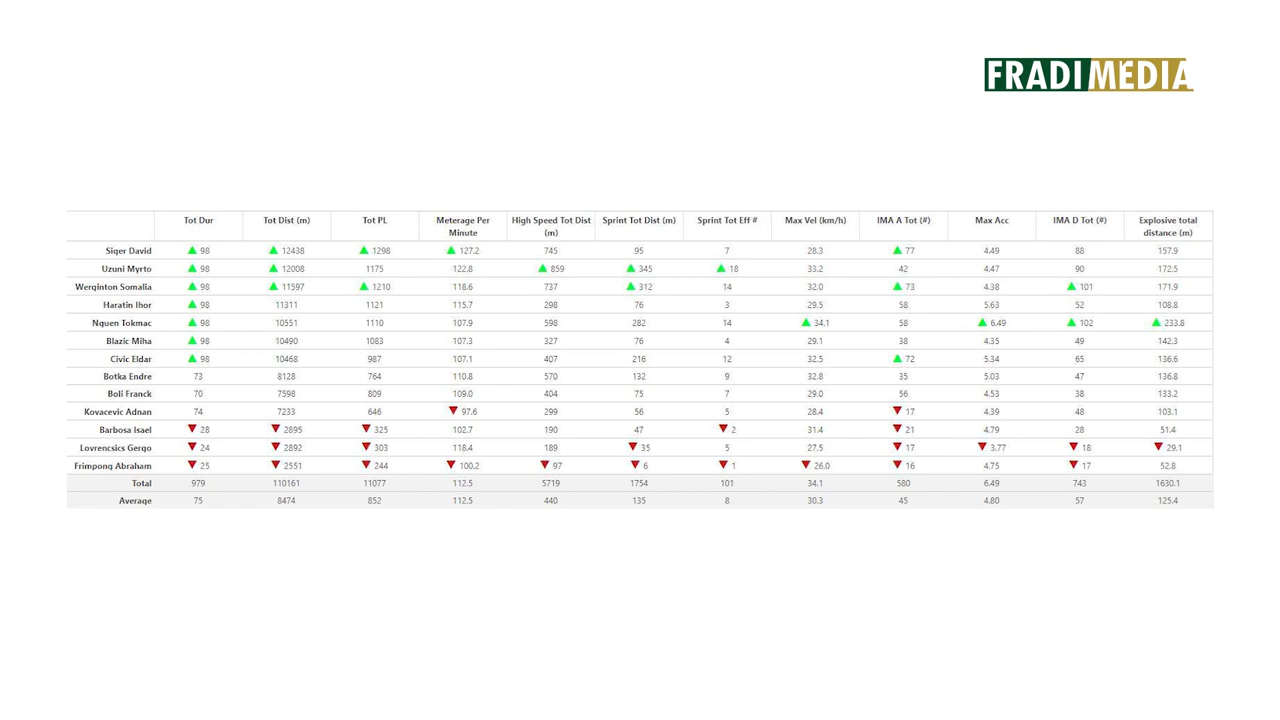 FRADIMÉDIA
Tot Dur Tot Dist (m) Tot PL Meterage Per Minute High Speed Tot Dist (m) Sprint Tot Dist (m) Sprint Tot Eff # Max Vel (km/h) IMA A Tot (#) Max Acc IMA D Tot (#) Explosive total distance (m)
Siger David 98 12438 1298 127.2 745 95 7 28.3 77 4.49 88 157.9
Uzuni Myrto 98 12008 1175 122.8 859 345 18 33.2 42 4.47 90 172.5
Werqinton Somalia 98 11597 1210 118.6 737 312 14 32.0 73 4.38 101 171.9
Haratin Ihor 98 11311 1121 115.7 298 76 3 29.5 58 5.63 52 108.8
Nquen Tokmac 98 10551 1110 107.9 598 282 14 34.1 58 6.49 102 233.8
Blazic Miha 98 10490 1083 107.3 327 76 4 29.1 38 4.35 49 142.3
Civic Eldar 98 10468 987 107.1 407 216 12 32.5 72 5.34 65 136.6
Botka Endre 73 8128 764 110.8 570 132 9 32.8 35 5.03 47 136.8
Boli Franck 70 7598 809 109.0 404 75 7 29.0 56 4.53 38 133.2
Kovacevic Adnan 74 7233 646 97.6 299 56 5 28.4 17 4.39 48 103.1
Barbosa Isael 28 2895 325 102.7 190 47 2 31.4 21 4.79 28 51.4
Lovrencsics Gergo 24 2892 303 118.4 189 35 5 27.5 17 3.77 18 29.1
Frimpong Abraham 25 2551 244 100.2 97 6 1 26.0 16 4.75 17 52.8
Total 979 110161 11077 112.5 5719 1754 101 34.1 580 6.49 743 1630.1
Average 75 8474 852 112.5 440 135 8 30.3 45 4.80 57 125.4